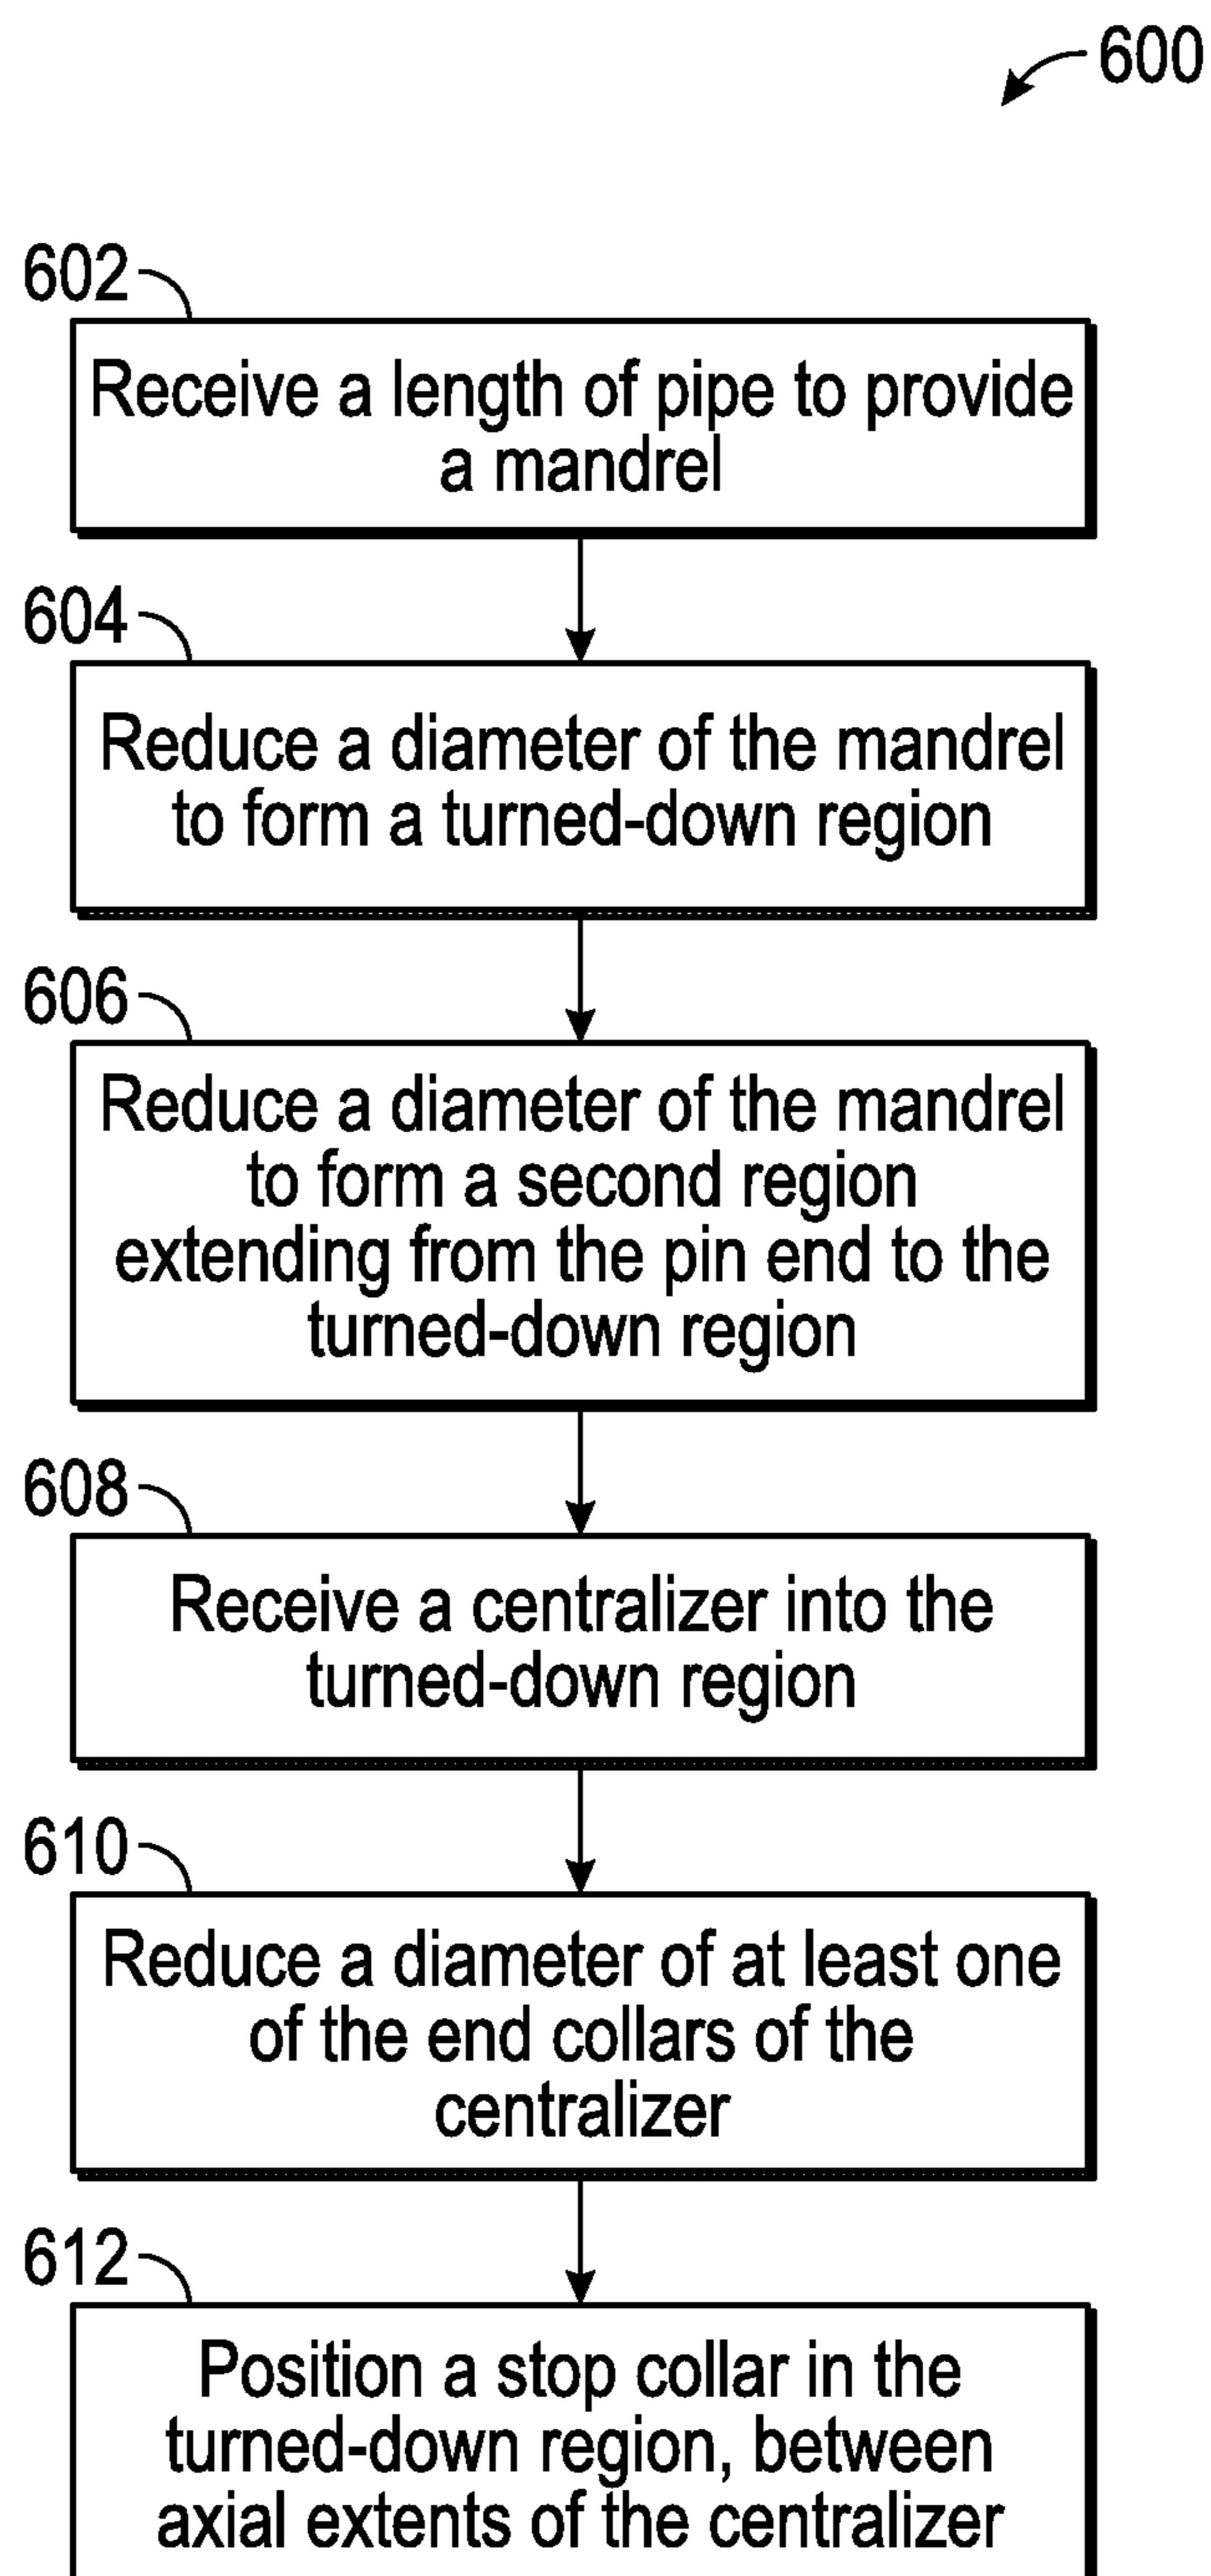 600
602
Receive a length of pipe to provide
a mandrel
604
Reduce a diameter of the mandrel
to form a turned-down region
606
Reduce a diameter of the mandrel
to form a second region
extending from the pin end to the
turned-down region
608
Receive a centralizer into the
turned-down region
610
Reduce a diameter of at least one
of the end collars of the
centralizer
612
Position a stop collar in the
turned-down region, between
axial extents of the centralizer